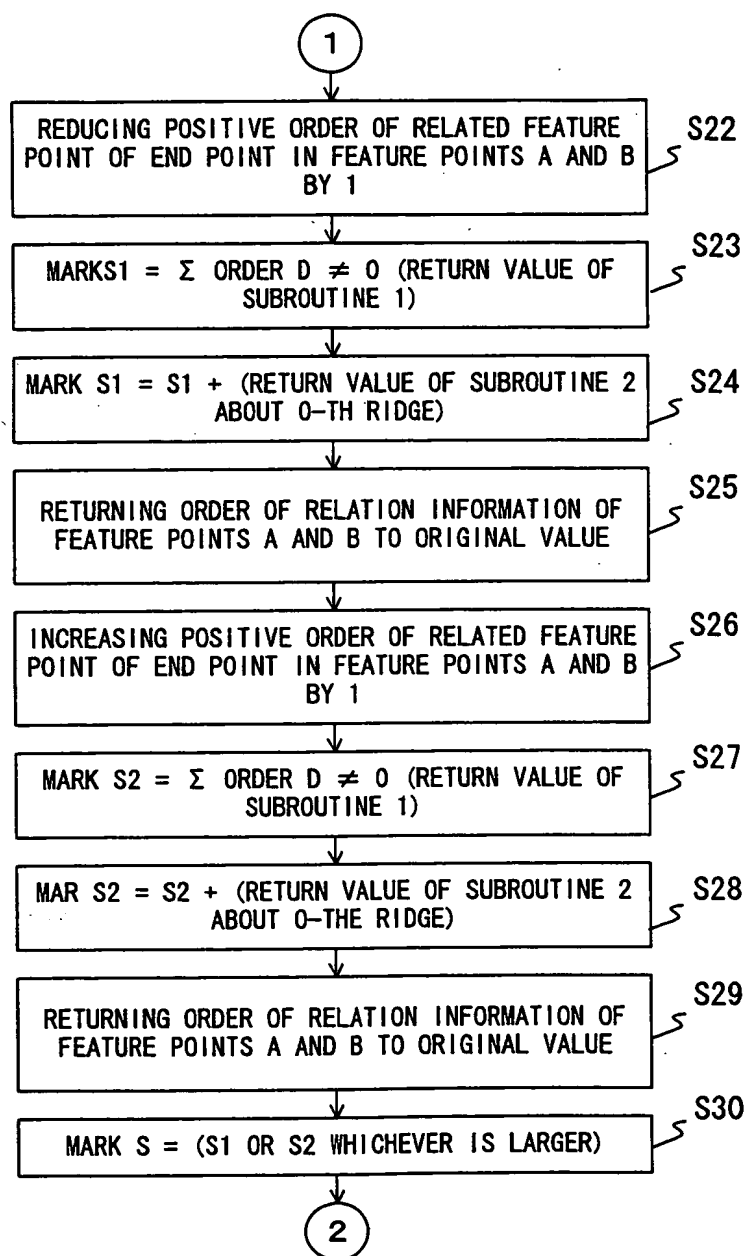 1
REDUCING POSITIVE ORDER OF RELATED FEATURE
POINT OF END POINT IN FEATURE POINTS A AND B
BY 1
S22
MARKS1 = Σ ORDER D ≠ 0 (RETURN VALUE OF
SUBROUTINE 1)
S23
MARK S1 = S1 + (RETURN VALUE OF SUBROUTINE 2
ABOUT 0-TH RIDGE)
S24
RETURNING ORDER OF RELATION INFORMATION OF
FEATURE POINTS A AND B TO ORIGINAL VALUE
S25
INCREASING POSITIVE ORDER OF RELATED FEATURE
POINT OF END POINT IN FEATURE POINTS A AND B
BY 1
S26
MARK S2 = Σ ORDER D ≠ 0 (RETURN VALUE OF
SUBROUTINE 1)
S27
MAR S2 = S2 + (RETURN VALUE OF SUBROUTINE 2
ABOUT 0-THE RIDGE)
S28
RETURNING ORDER OF RELATION INFORMATION OF
FEATURE POINTS A AND B TO ORIGINAL VALUE
S29
MARK S = (S1 OR S2 WHICHEVER IS LARGER)
S30
2